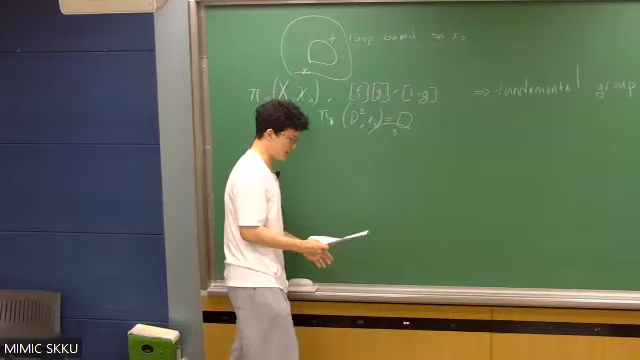 loop based on x₀
π₁(X, x₀), [f][g] = [f·g] ⇒ fundamental group
π₁(D², x₀) = 0
MIMIC SKKU